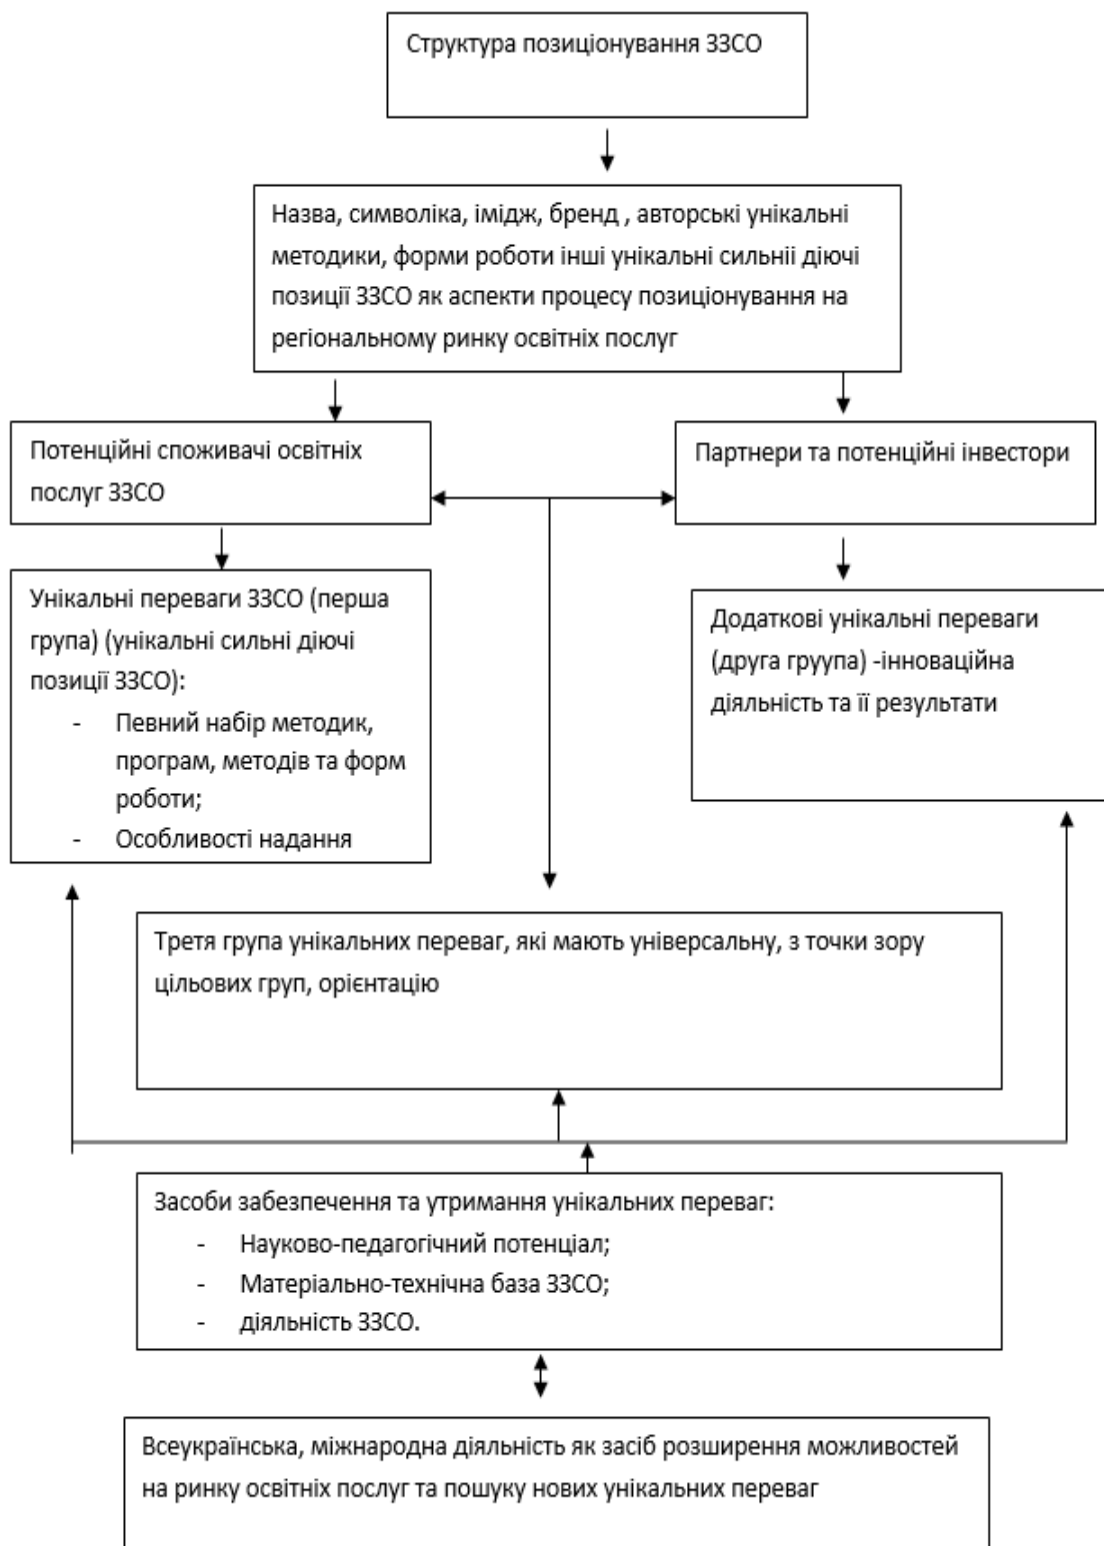 Структура позиціонування ЗЗСО
Назва, символіка, імідж, бренд , авторські унікальні
методики, форми роботи інші унікальні сильніі діючі
позиції ЗЗСО як аспекти процесу позиціонування на
регіональному ринку освітніх послуг
Потенційні споживачі освітніх
послуг ЗЗСО
Партнери та потенційні інвестори
Унікальні переваги ЗЗСО (перша
група) (унікальні сильні діючі
позиції ЗЗСО):
- Певний набір методик,
програм, методів та форм
роботи;
- Особливості надання
Додаткові унікальні переваги
(друга групупа) -інноваційна
діяльність та її результати
Третя група унікальних переваг, які мають універсальну, з точки зору
цільових груп, орієнтацію
Засоби забезпечення та утримання унікальних переваг:
- Науково-педагогічний потенціал;
- Матеріально-технічна база ЗЗСО;
- діяльність ЗЗСО.
Всеукраїнська, міжнародна діяльність як засіб розширення можливостей
на ринку освітніх послуг та пошуку нових унікальних переваг